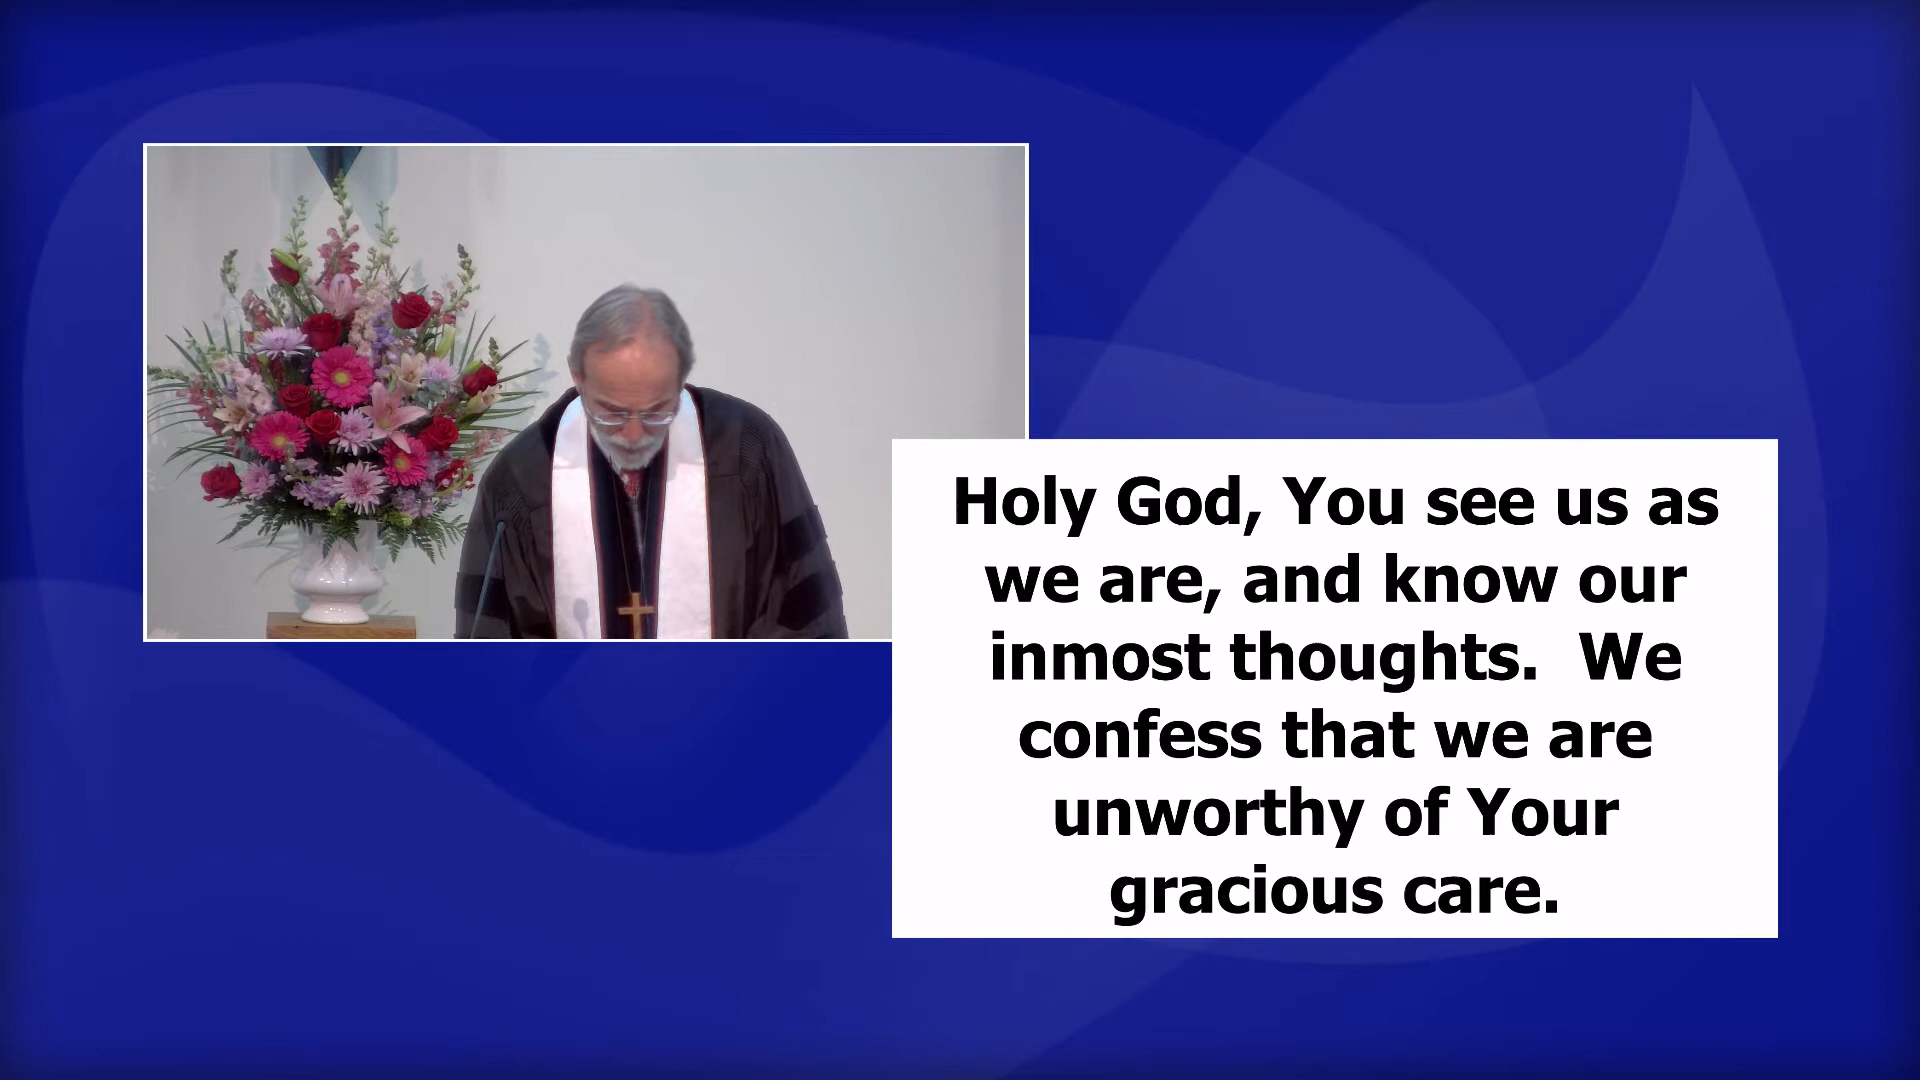 Holy God, You see us as
we are, and know our
inmost thoughts.  We
confess that we are
unworthy of Your
gracious care.